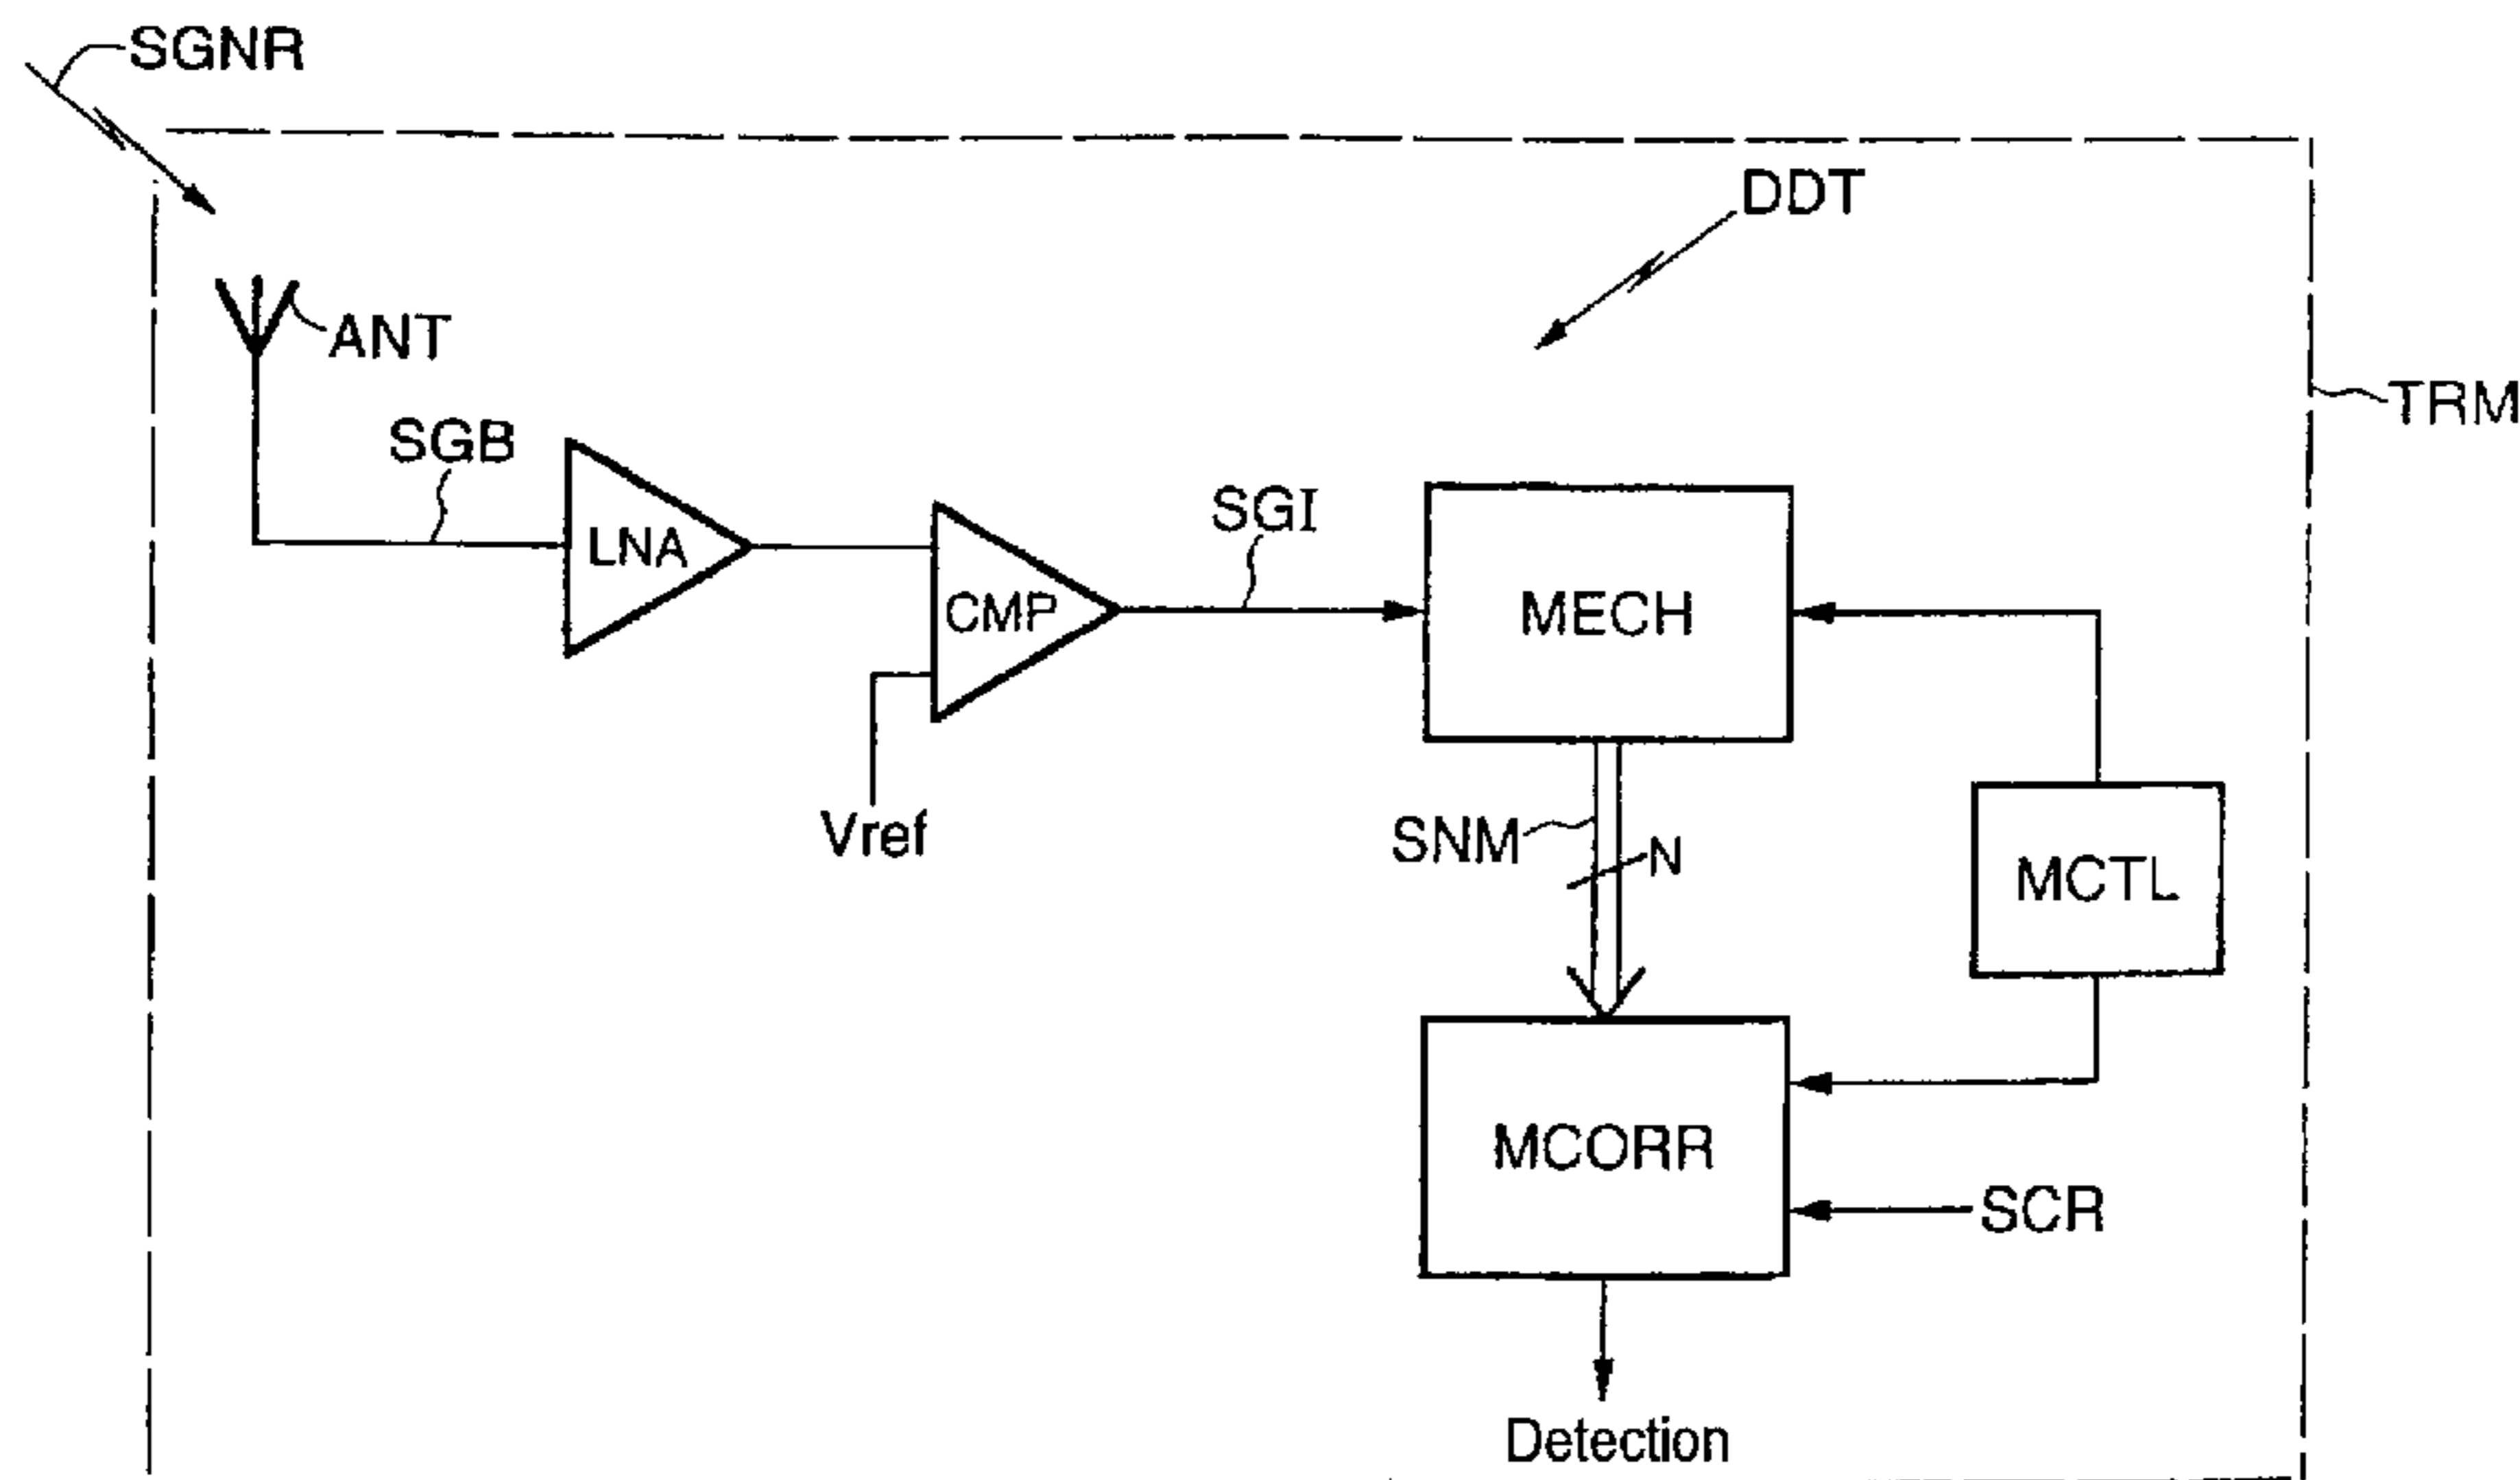 SGNR
DDT
ANT
TRM
SGB
SGI
LNA
CMP
MECH
Vref
SNM
N
MCTL
MCORR
SCR
Detection